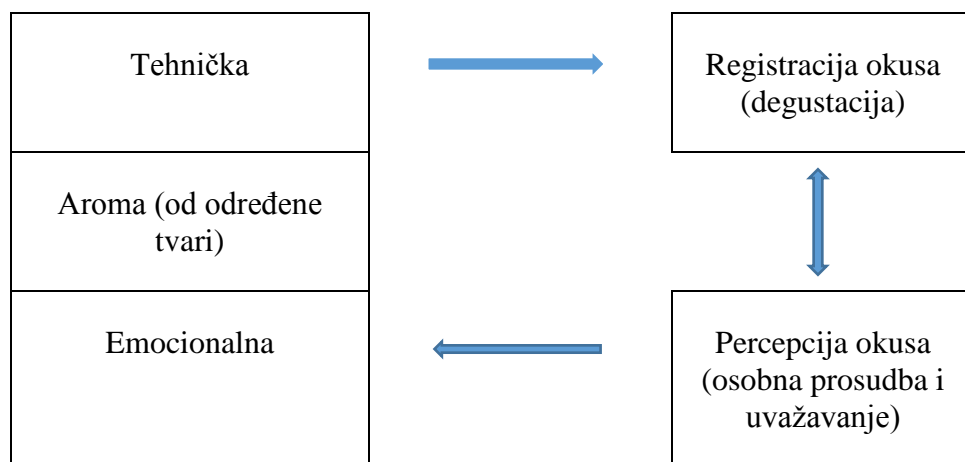 Tehnička
Registracija okusa
(degustacija)
Aroma (od određene
tvari)
Emocionalna
Percepcija okusa
(osobna prosudba i
uvažavanje)